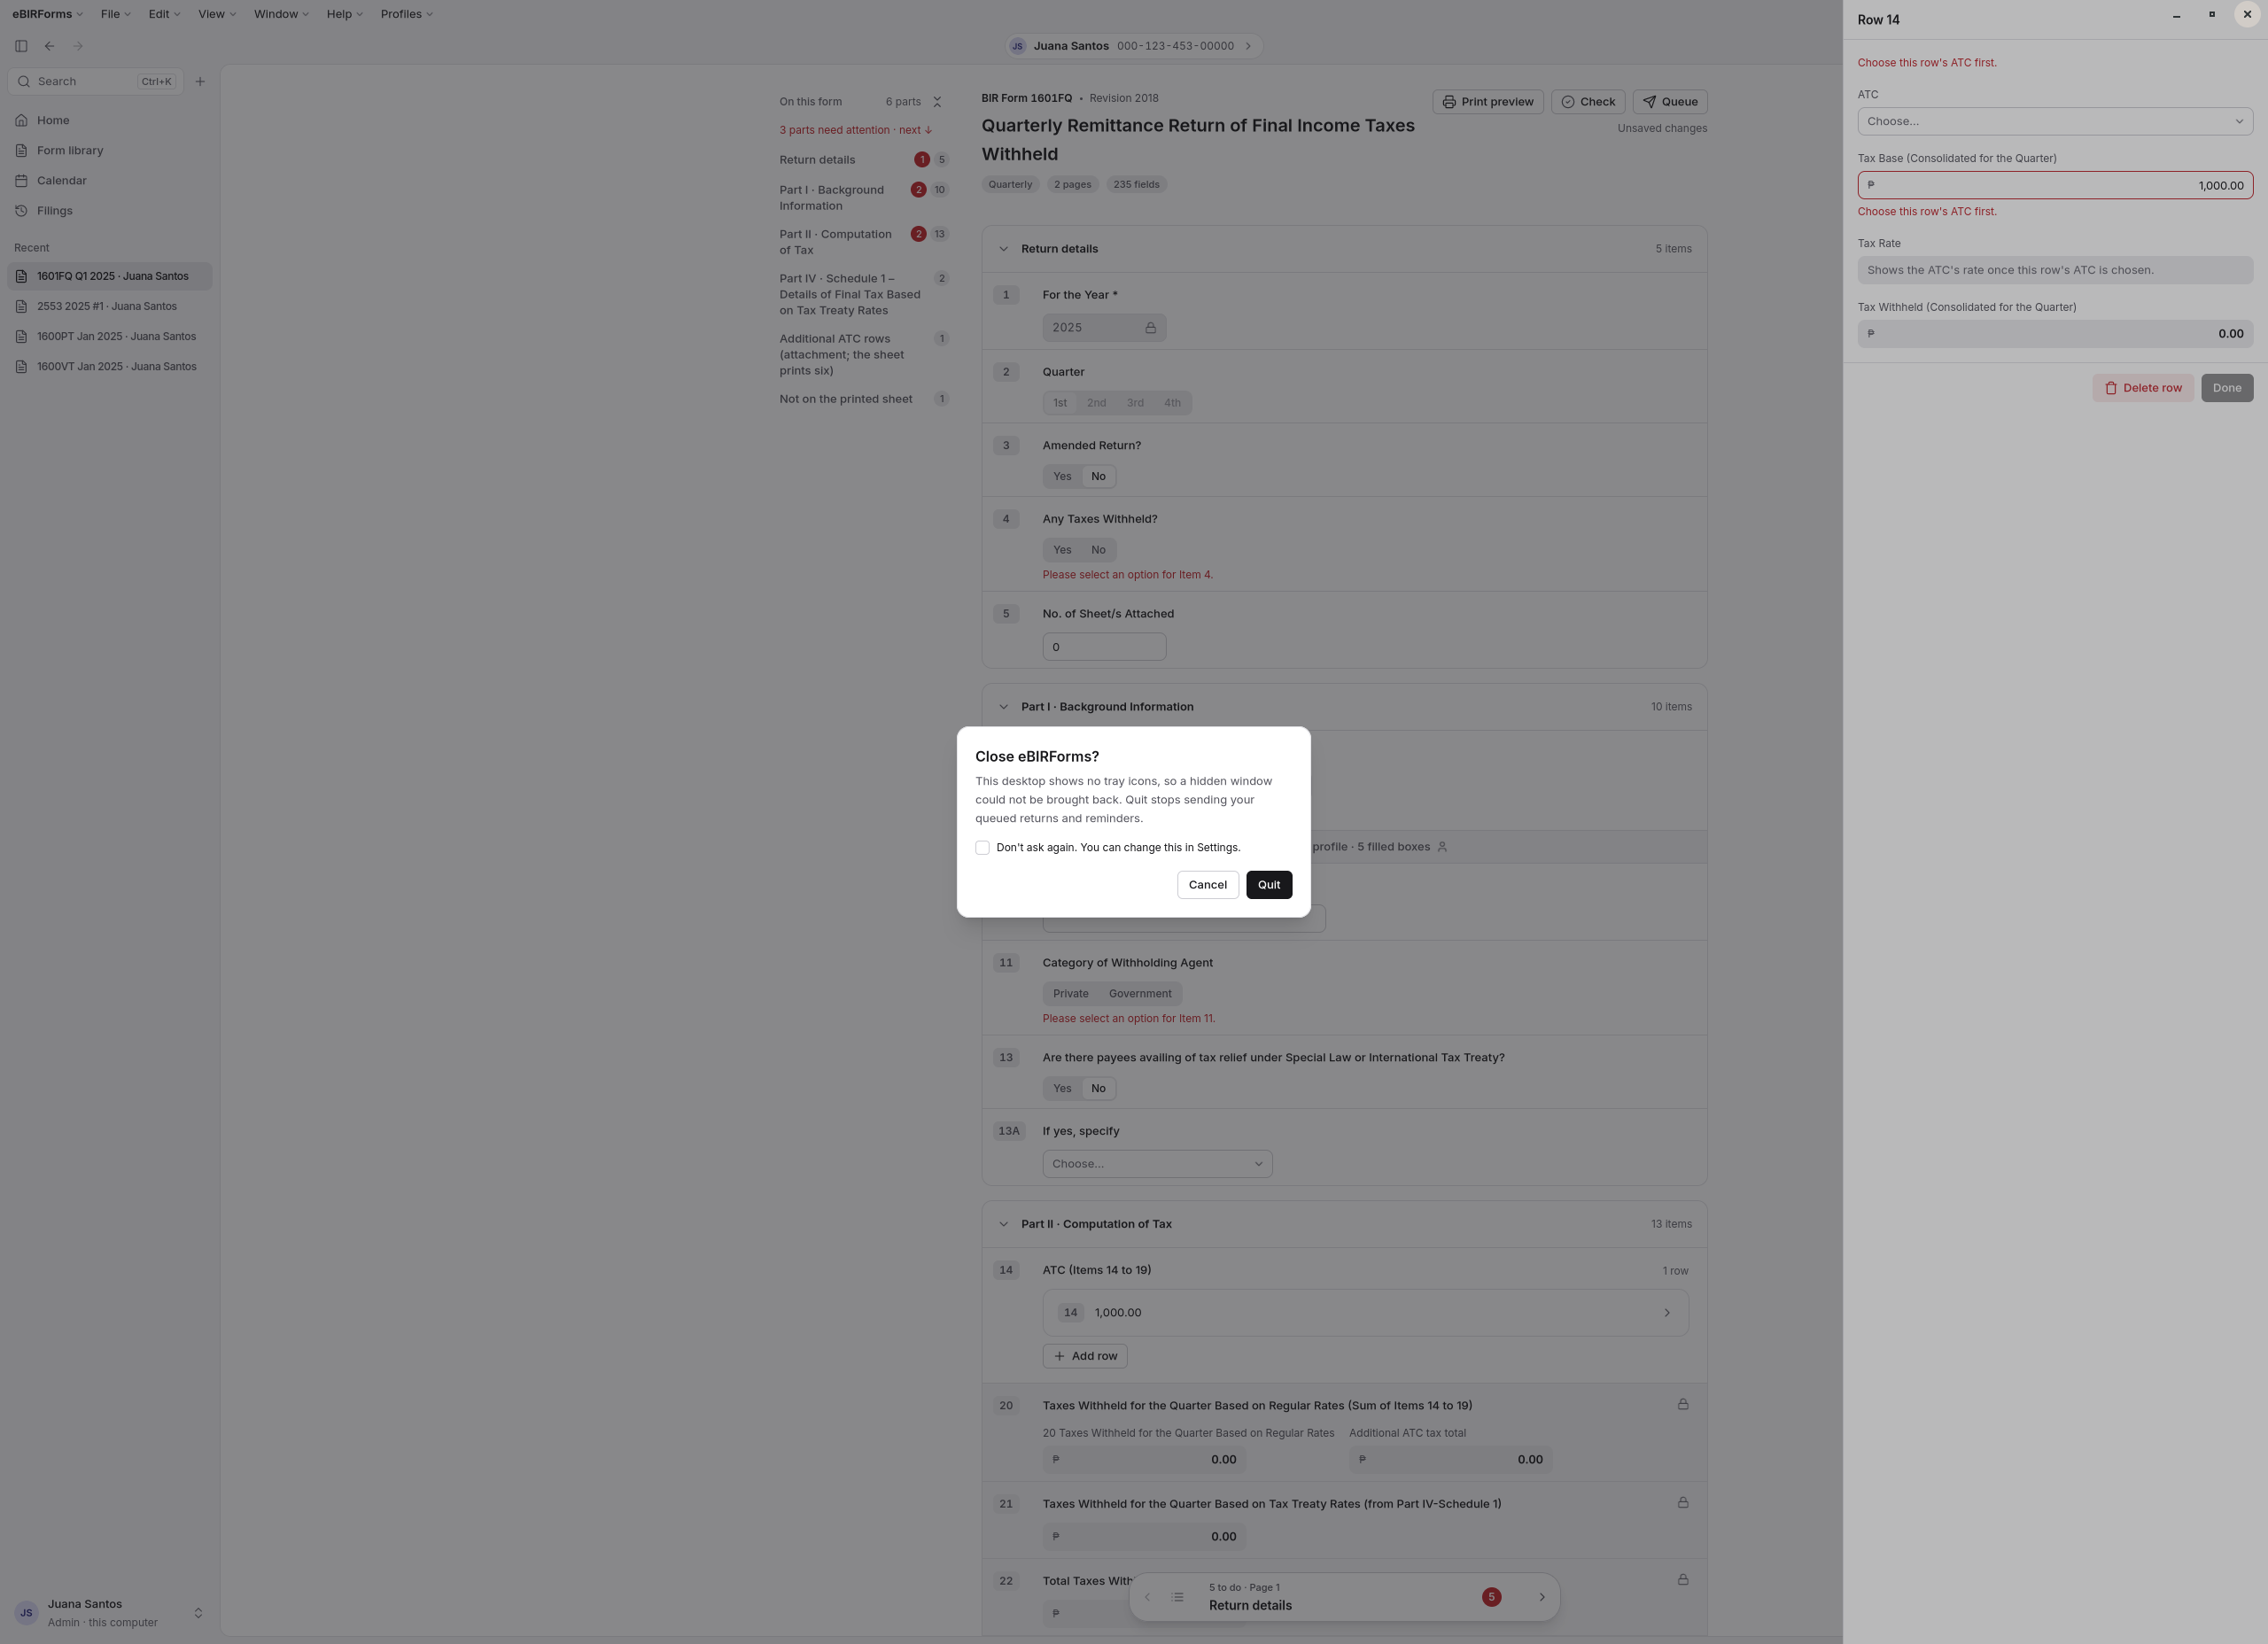 eBIRForms File Edit View Window Help Profiles
JS Juana Santos 000-123-453-00000
Search Ctrl+K
Home
Form library
Calendar
Filings
Recent
1601FQ Q1 2025 · Juana Santos
2553 2025 #1 · Juana Santos
1600PT Jan 2025 · Juana Santos
1600VT Jan 2025 · Juana Santos
JS Juana Santos
Admin · this computer
On this form 6 parts
3 parts need attention · next ↓
Return details 1 5
Part I · Background 2 10
Information
Part II · Computation 2 13
of Tax
Part IV · Schedule 1 – 2
Details of Final Tax Based
on Tax Treaty Rates
Additional ATC rows 1
(attachment; the sheet
prints six)
Not on the printed sheet 1
BIR Form 1601FQ • Revision 2018
Print preview Check Queue
Quarterly Remittance Return of Final Income Taxes
Withheld
Unsaved changes
Quarterly 2 pages 235 fields
Return details 5 items
1 For the Year *
2025
2 Quarter
1st 2nd 3rd 4th
3 Amended Return?
Yes No
4 Any Taxes Withheld?
Yes No
Please select an option for Item 4.
5 No. of Sheet/s Attached
0
Part I · Background Information 10 items
Close eBIRForms?
This desktop shows no tray icons, so a hidden window
could not be brought back. Quit stops sending your
queued returns and reminders.
Don't ask again. You can change this in Settings.
Cancel Quit
profile · 5 filled boxes
11 Category of Withholding Agent
Private Government
Please select an option for Item 11.
13 Are there payees availing of tax relief under Special Law or International Tax Treaty?
Yes No
13A If yes, specify
Choose...
Part II · Computation of Tax 13 items
14 ATC (Items 14 to 19) 1 row
14 1,000.00
Add row
20 Taxes Withheld for the Quarter Based on Regular Rates (Sum of Items 14 to 19)
20 Taxes Withheld for the Quarter Based on Regular Rates Additional ATC tax total
₱ 0.00 ₱ 0.00
21 Taxes Withheld for the Quarter Based on Tax Treaty Rates (from Part IV-Schedule 1)
₱ 0.00
22 Total Taxes With
₱
5 to do · Page 1
Return details 5
Row 14
Choose this row's ATC first.
ATC
Choose...
Tax Base (Consolidated for the Quarter)
₱ 1,000.00
Choose this row's ATC first.
Tax Rate
Shows the ATC's rate once this row's ATC is chosen.
Tax Withheld (Consolidated for the Quarter)
₱ 0.00
Delete row Done